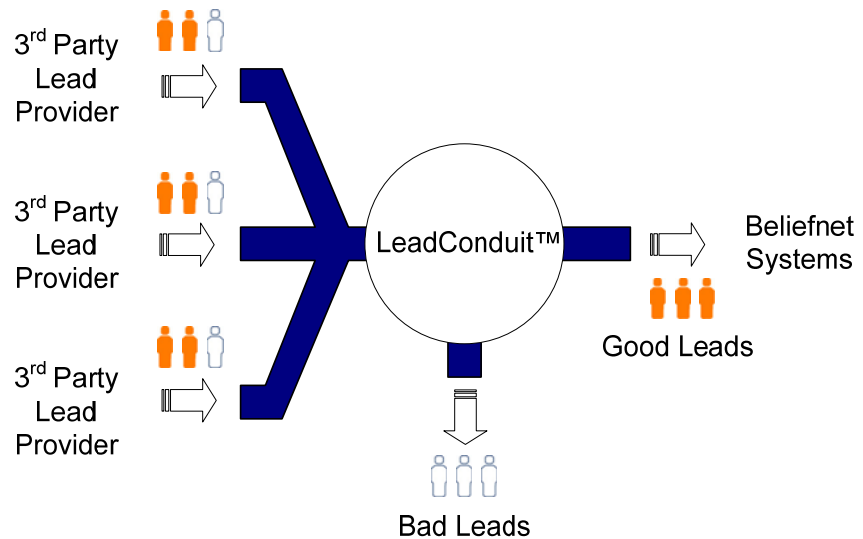 3rd Party
Lead
Provider
3rd Party
Lead
Provider
3rd Party
Lead
Provider
LeadConduit™
Beliefnet
Systems
Good Leads
Bad Leads